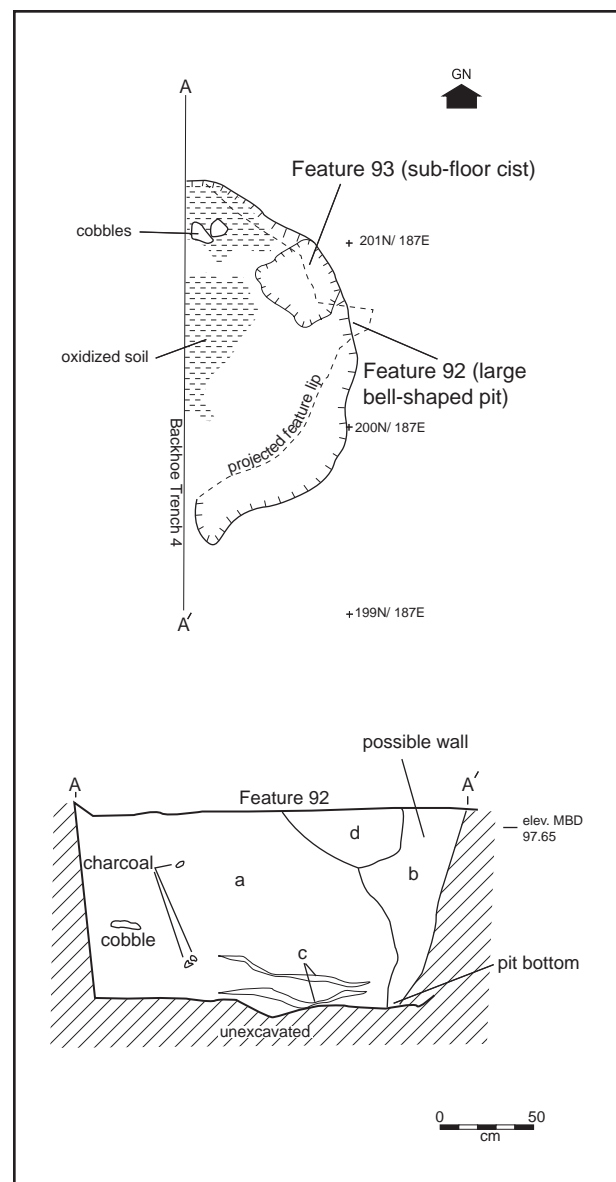 GN
A
Feature 93 (sub-floor cist)
cobbles
201N/ 187E
oxidized soil
Feature 92 (large
bell-shaped pit)
projected feature lip
200N/ 187E
Backhoe Trench 4
A′
199N/ 187E
possible wall
A
Feature 92
A′
elev. MBD
97.65
d
charcoal
a
b
cobble
c
pit bottom
unexcavated
0 50
cm